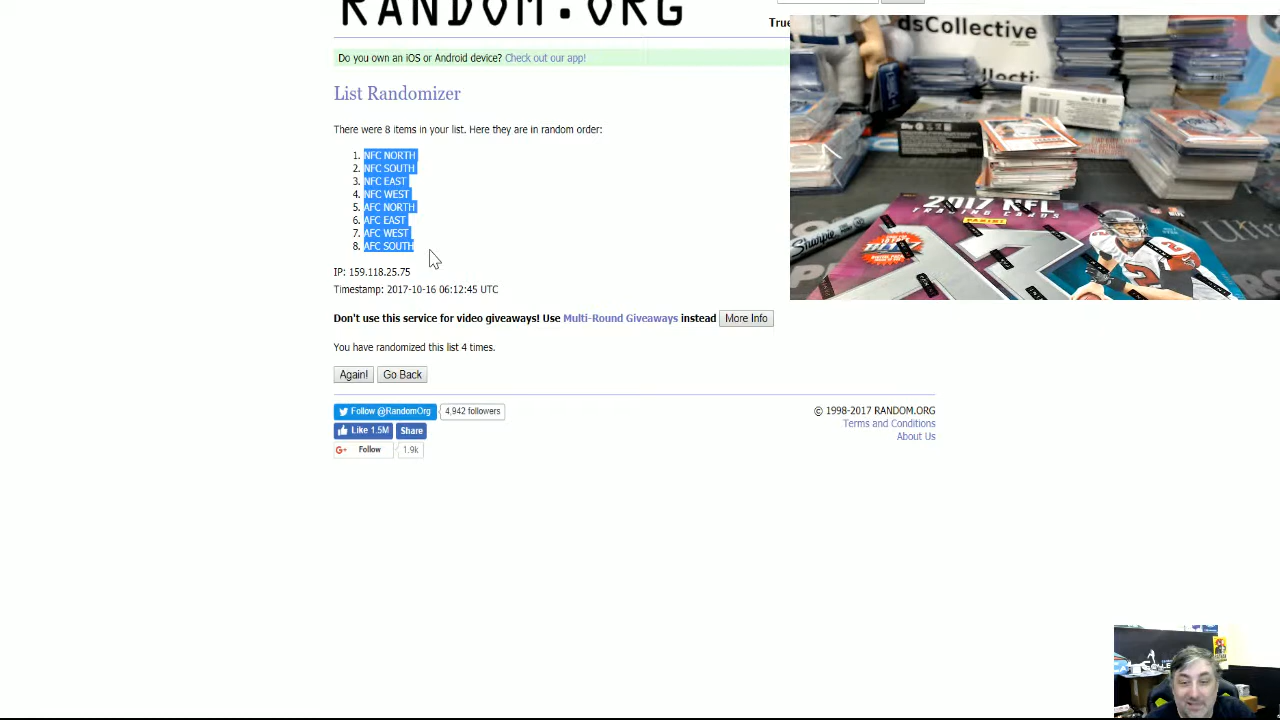 RANDOM.ORG
True
Do you own an iOS or Android device? Check out our app!
List Randomizer
There were 8 items in your list. Here they are in random order:
1. NFC NORTH
2. NFC SOUTH
3. NFC EAST
4. NFC WEST
5. AFC NORTH
6. AFC EAST
7. AFC WEST
8. AFC SOUTH
IP: 159.118.25.75
Timestamp: 2017-10-16 06:12:45 UTC
Don't use this service for video giveaways! Use Multi-Round Giveaways instead More Info
You have randomized this list 4 times.
Again! Go Back
Follow @RandomOrg 4,942 followers
Like 1.5M Share
G+ Follow 1.9k
© 1998-2017 RANDOM.ORG
Terms and Conditions
About Us
dsCollective
llecti
Topps
Sharpie
2017 NFL
TRADING CARDS
PANINI
Ultra